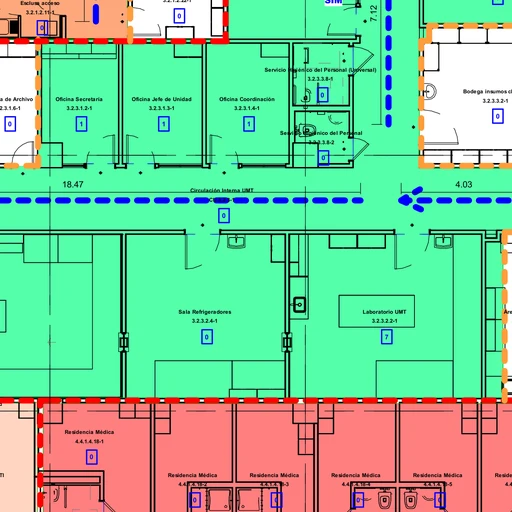 Esclusa acceso
3.2.1.2.11-1
0
0
SIM
7.12
Servicio Higiénico del Personal (Universal)
3.2.3.3.8-1
0
a de Archivo
3.2.1.6-1
0
Oficina Secretaria
3.2.3.1.2-1
1
Oficina Jefe de Unidad
3.2.3.1.3-1
1
Oficina Coordinación
3.2.3.1.4-1
1
Bodega insumos cl
3.2.3.3.2-1
0
Servicio Higiénico del Personal
3.2.3.3.8-2
0
18.47
Circulación Interna UMT
0
4.03
Sala Refrigeradores
3.2.3.2.4-1
0
Laboratorio UMT
3.2.3.2.2-1
7
Are
Residencia Médica
4.4.1.4.18-1
0
Residencia Médica
0
Residencia Médica
0
Residencia Médica
0
Residencia Médica
0
Resid